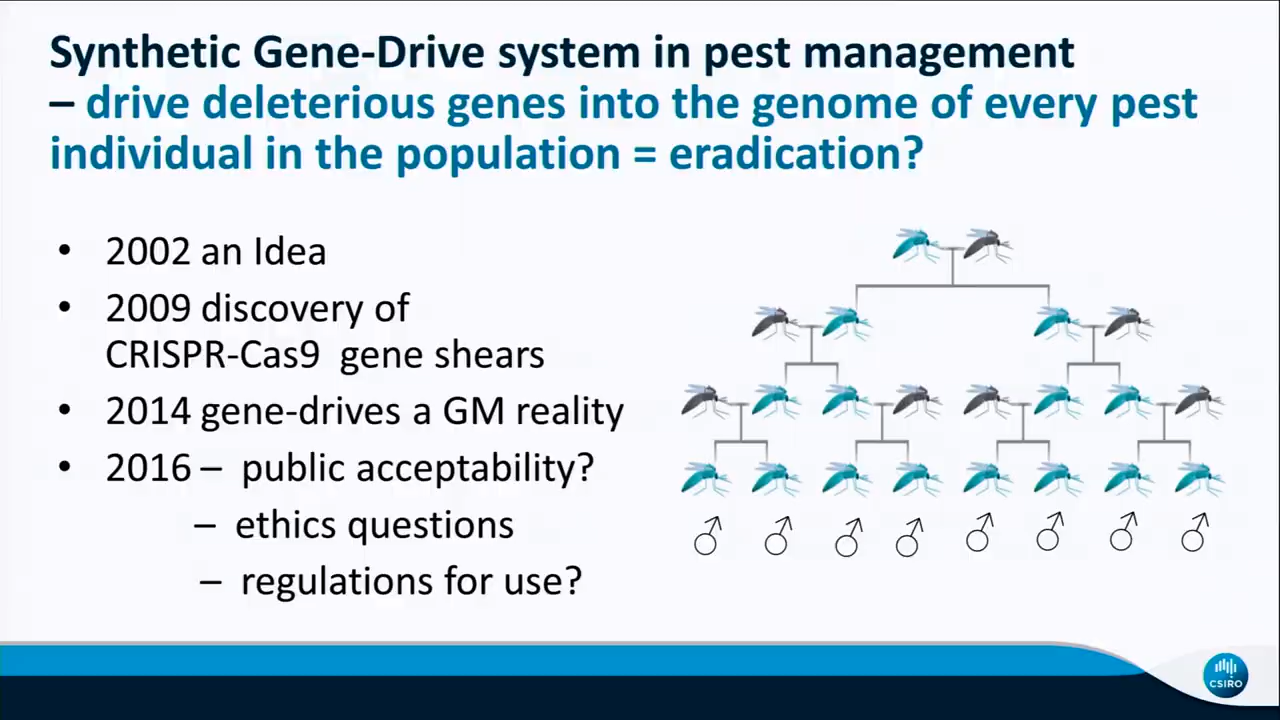 Synthetic Gene-Drive system in pest management
– drive deleterious genes into the genome of every pest
individual in the population = eradication?
• 2002 an Idea
• 2009 discovery of
CRISPR-Cas9 gene shears
• 2014 gene-drives a GM reality
• 2016 – public acceptability?
– ethics questions
– regulations for use?
CSIRO